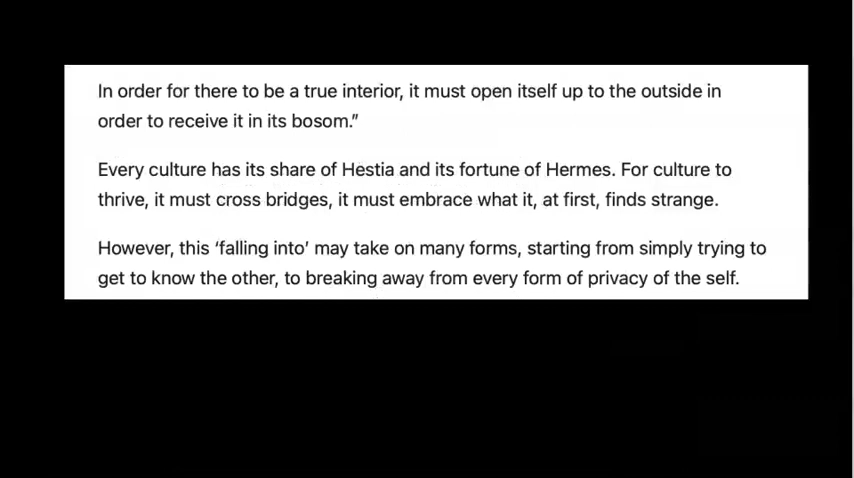 In order for there to be a true interior, it must open itself up to the outside in
order to receive it in its bosom.”
Every culture has its share of Hestia and its fortune of Hermes. For culture to
thrive, it must cross bridges, it must embrace what it, at first, finds strange.
However, this ‘falling into’ may take on many forms, starting from simply trying to
get to know the other, to breaking away from every form of privacy of the self.